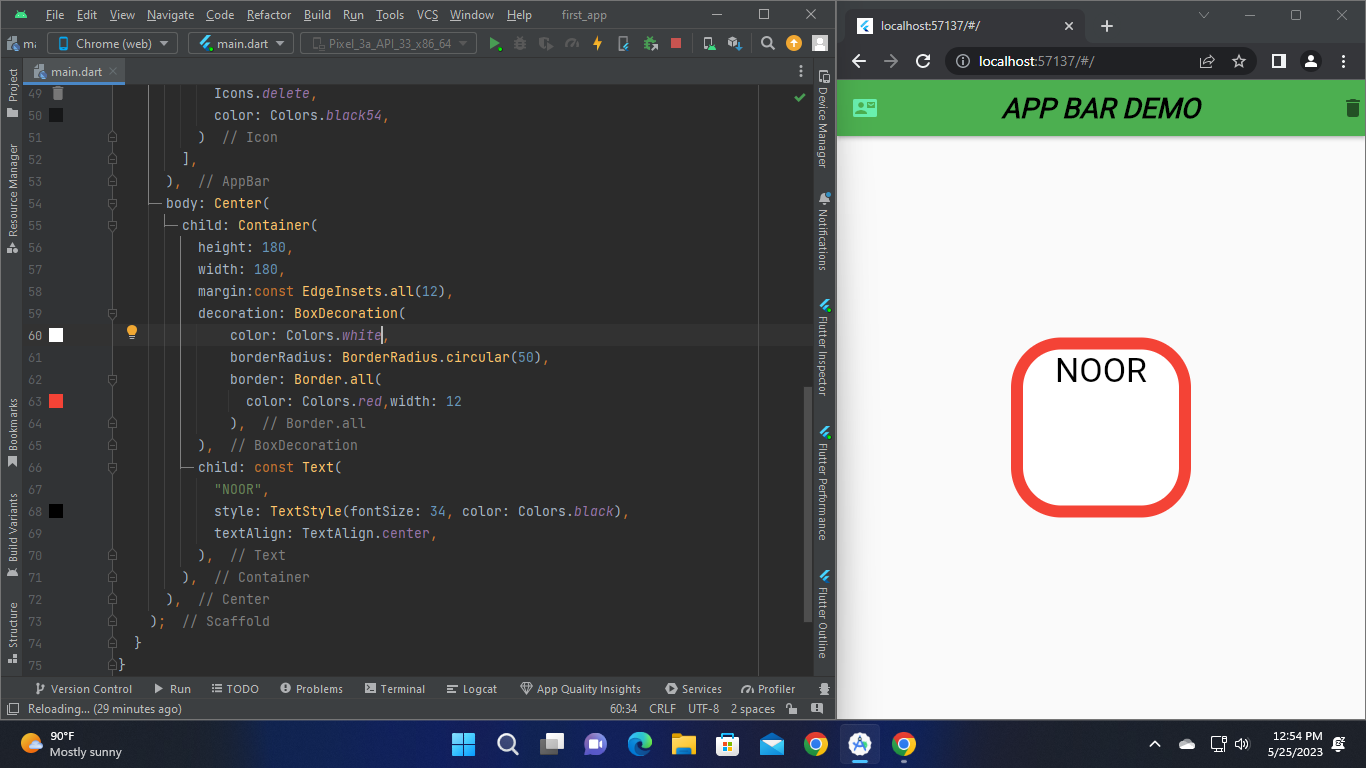 File Edit View Navigate Code Refactor Build Run Tools VCS Window Help first_app
Chrome (web) main.dart Pixel_3a_API_33_x86_64
main.dart
49 Icons.delete,
50 color: Colors.black54,
51 ) // Icon
52 ],
53 ), // AppBar
54 body: Center(
55 child: Container(
56 height: 180,
57 width: 180,
58 margin:const EdgeInsets.all(12),
59 decoration: BoxDecoration(
60 color: Colors.white,
61 borderRadius: BorderRadius.circular(50),
62 border: Border.all(
63 color: Colors.red,width: 12
64 ), // Border.all
65 ), // BoxDecoration
66 child: const Text(
67 "NOOR",
68 style: TextStyle(fontSize: 34, color: Colors.black),
69 textAlign: TextAlign.center,
70 ), // Text
71 ), // Container
72 ), // Center
73 ); // Scaffold
74 }
75 }
Project
Resource Manager
Bookmarks
Build Variants
Structure
Device Manager
Notifications
Flutter Inspector
Flutter Performance
Flutter Outline
Version Control Run TODO Problems Terminal Logcat App Quality Insights Services Profiler
Reloading... (29 minutes ago) 60:34 CRLF UTF-8 2 spaces
localhost:57137/#/
localhost:57137/#/
APP BAR DEMO
NOOR
90°F
Mostly sunny
12:54 PM
5/25/2023